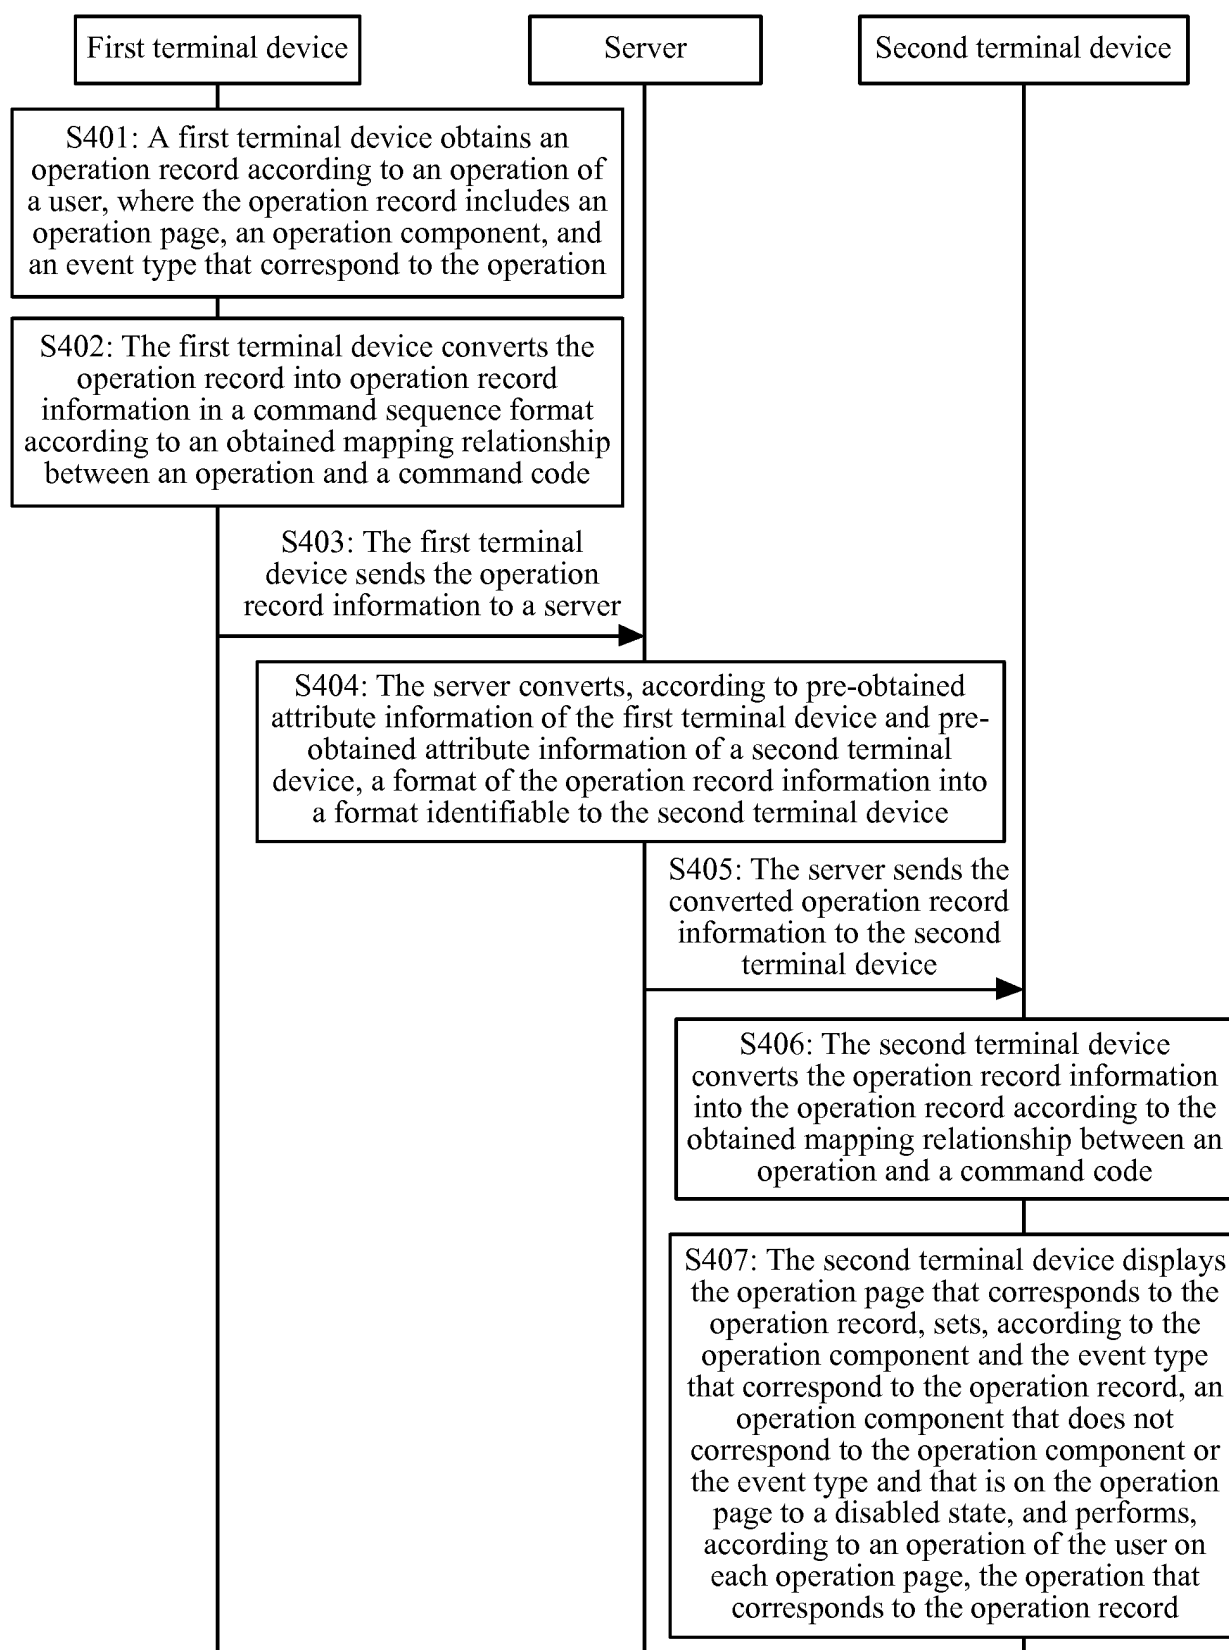 First terminal device
Server
Second terminal device
S401: A first terminal device obtains an
operation record according to an operation of
a user, where the operation record includes an
operation page, an operation component, and
an event type that correspond to the operation
S402: The first terminal device converts the
operation record into operation record
information in a command sequence format
according to an obtained mapping relationship
between an operation and a command code
S403: The first terminal
device sends the operation
record information to a server
S404: The server converts, according to pre-obtained
attribute information of the first terminal device and pre-
obtained attribute information of a second terminal
device, a format of the operation record information into
a format identifiable to the second terminal device
S405: The server sends the
converted operation record
information to the second
terminal device
S406: The second terminal device
converts the operation record information
into the operation record according to the
obtained mapping relationship between an
operation and a command code
S407: The second terminal device displays
the operation page that corresponds to the
operation record, sets, according to the
operation component and the event type
that correspond to the operation record, an
operation component that does not
correspond to the operation component or
the event type and that is on the operation
page to a disabled state, and performs,
according to an operation of the user on
each operation page, the operation that
corresponds to the operation record